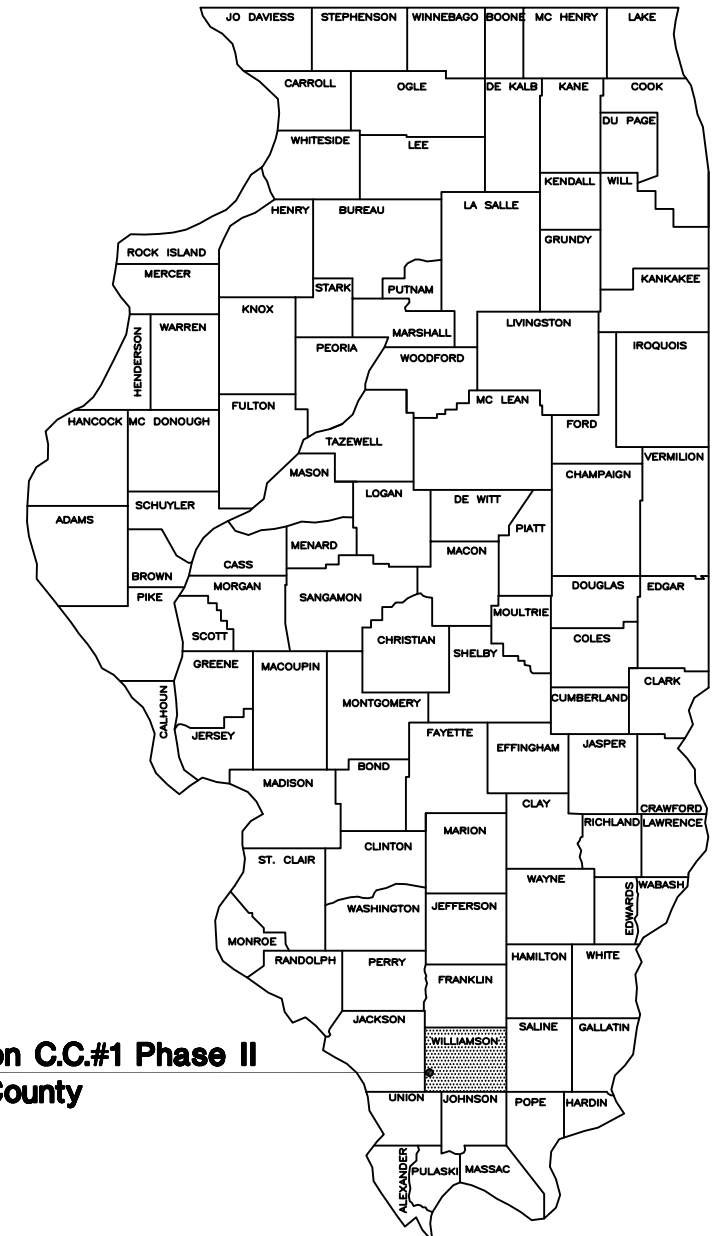 JO DAVIESS
STEPHENSON
WINNEBAGO
BOONE
MC HENRY
LAKE
CARROLL
OGLE
DE KALB
KANE
COOK
DU PAGE
WHITESIDE
LEE
KENDALL
WILL
HENRY
BUREAU
LA SALLE
GRUNDY
ROCK ISLAND
MERCER
STARK
PUTNAM
KANKAKEE
HENDERSON
WARREN
KNOX
MARSHALL
LIVINGSTON
PEORIA
WOODFORD
IROQUOIS
HANCOCK
MC DONOUGH
FULTON
MC LEAN
FORD
TAZEWELL
VERMILION
MASON
CHAMPAIGN
SCHUYLER
LOGAN
DE WITT
ADAMS
PIATT
MENARD
MACON
CASS
BROWN
MORGAN
DOUGLAS
EDGAR
PIKE
SANGAMON
MOULTRIE
SCOTT
CHRISTIAN
COLES
SHELBY
GREENE
MACOUPIN
CLARK
CALHOUN
MONTGOMERY
CUMBERLAND
JERSEY
FAYETTE
EFFINGHAM
JASPER
BOND
MADISON
CLAY
CRAWFORD
RICHLAND
LAWRENCE
MARION
CLINTON
ST. CLAIR
WAYNE
EDWARDS
WABASH
WASHINGTON
JEFFERSON
MONROE
RANDOLPH
PERRY
HAMILTON
WHITE
FRANKLIN
JACKSON
SALINE
GALLATIN
WILLIAMSON
on C.C.#1 Phase II
County
UNION
JOHNSON
POPE
HARDIN
ALEXANDER
PULASKI
MASSAC